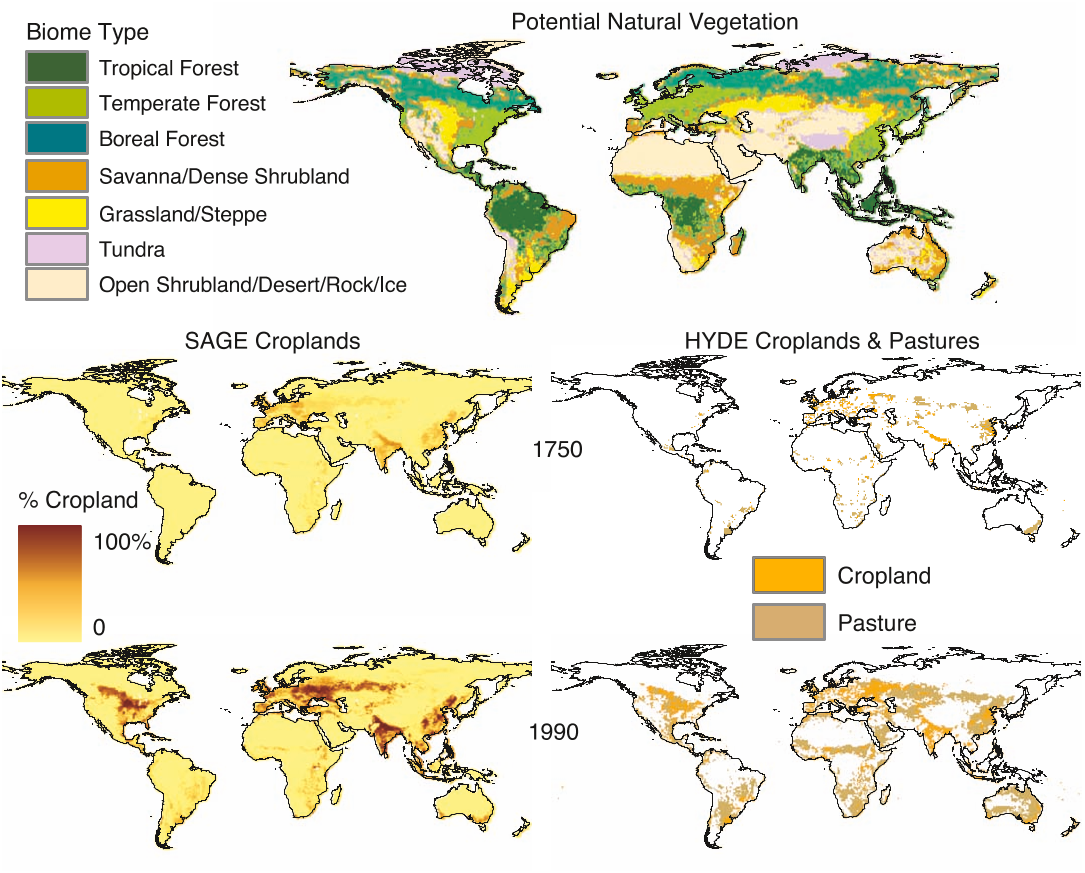 Potential Natural Vegetation
Biome Type
Tropical Forest
Temperate Forest
Boreal Forest
Savanna/Dense Shrubland
Grassland/Steppe
Tundra
Open Shrubland/Desert/Rock/Ice
SAGE Croplands
HYDE Croplands & Pastures
1750
% Cropland
100%
0
Cropland
Pasture
1990